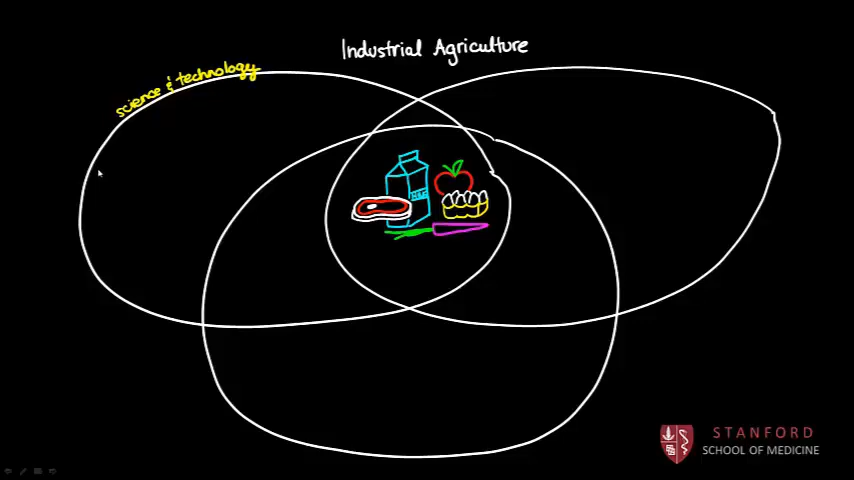 Industrial Agriculture
science & technology
STANFORD
SCHOOL OF MEDICINE